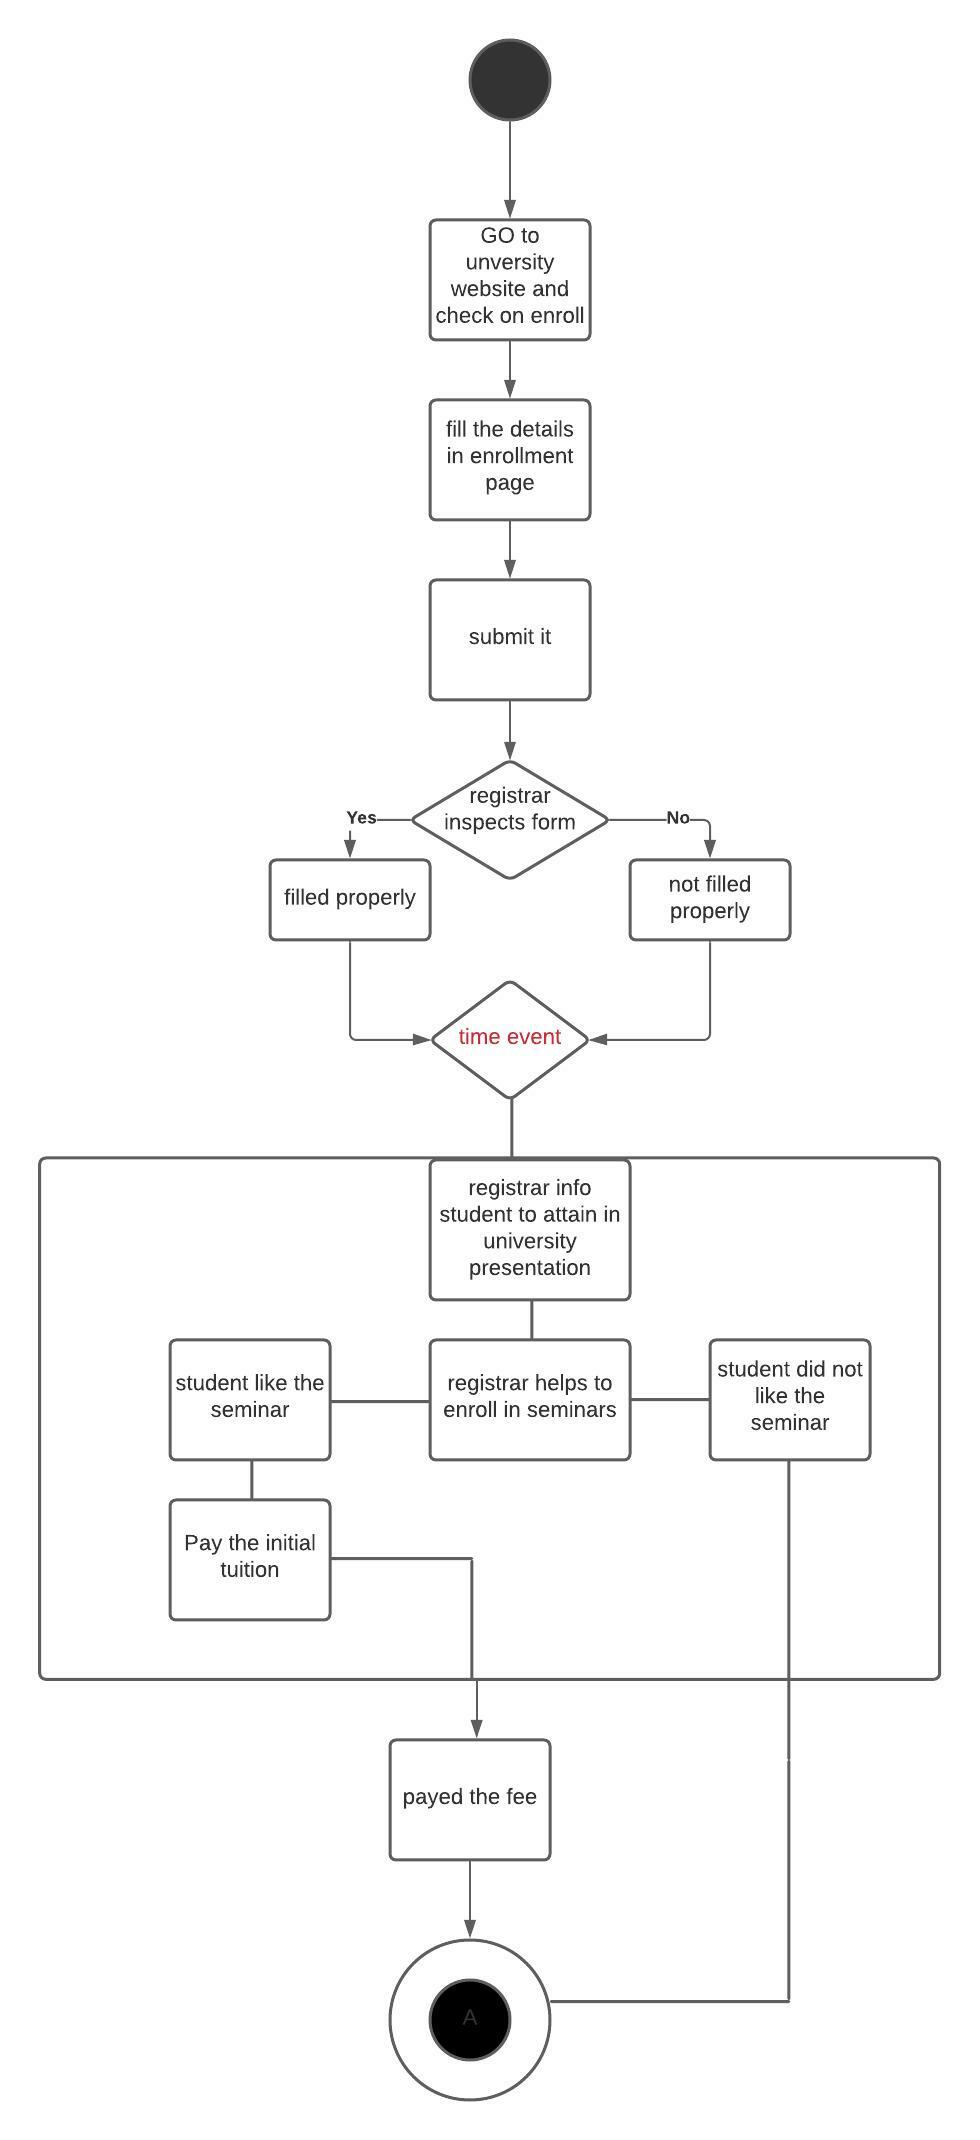 GO to
unversity
website and
check on enroll
fill the details
in enrollment
page
submit it
registrar
inspects form
Yes
No
filled properly
not filled
properly
time event
registrar info
student to attain in
university
presentation
student like the
seminar
registrar helps to
enroll in seminars
student did not
like the
seminar
Pay the initial
tuition
payed the fee
A